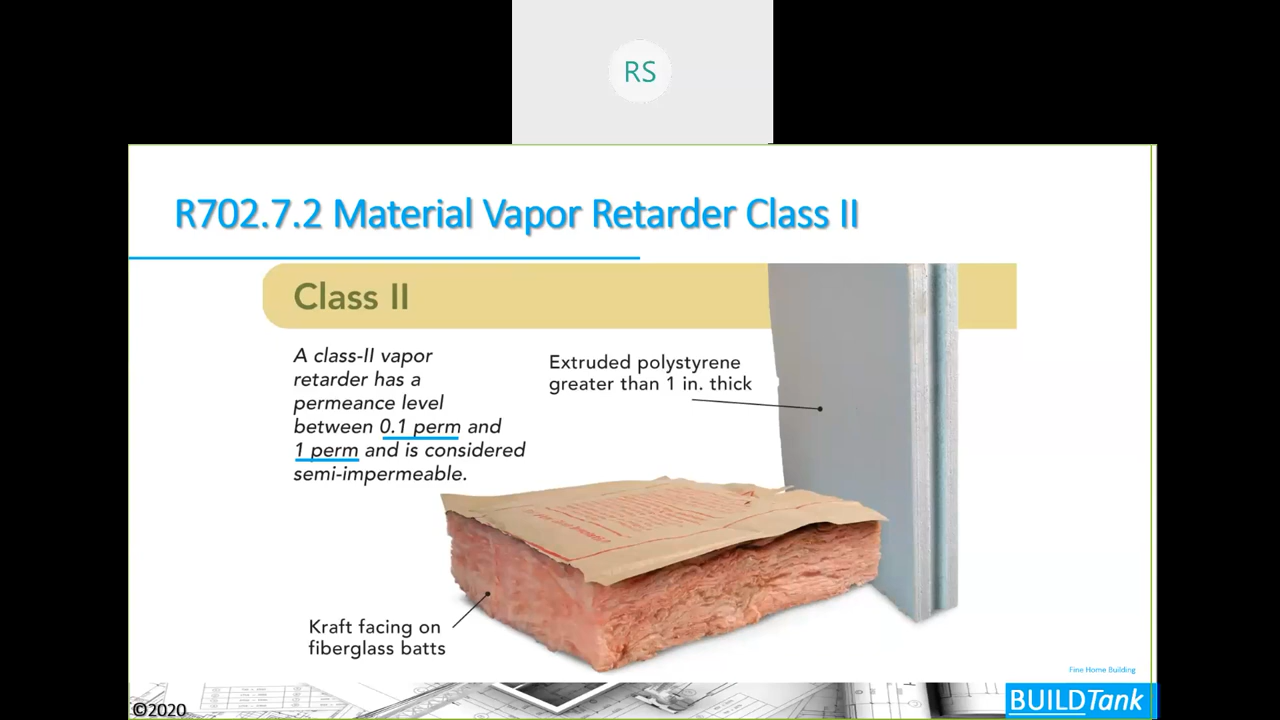 RS
R702.7.2 Material Vapor Retarder Class II
Class II
A class-II vapor
retarder has a
permeance level
between 0.1 perm and
1 perm and is considered
semi-impermeable.
Extruded polystyrene
greater than 1 in. thick
Kraft facing on
fiberglass batts
Fine Home Building
©2020
BUILDTank